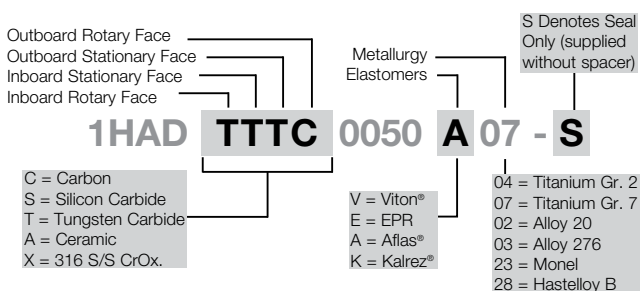 Outboard Rotary Face
Outboard Stationary Face
Inboard Stationary Face
Inboard Rotary Face
Metallurgy
Elastomers
S Denotes Seal
Only (supplied
without spacer)
1HAD TTTC 0050 A 07 - S
C = Carbon
S = Silicon Carbide
T = Tungsten Carbide
A = Ceramic
X = 316 S/S CrOx.
V = Viton®
E = EPR
A = Aflas®
K = Kalrez®
04 = Titanium Gr. 2
07 = Titanium Gr. 7
02 = Alloy 20
03 = Alloy 276
23 = Monel
28 = Hastelloy B